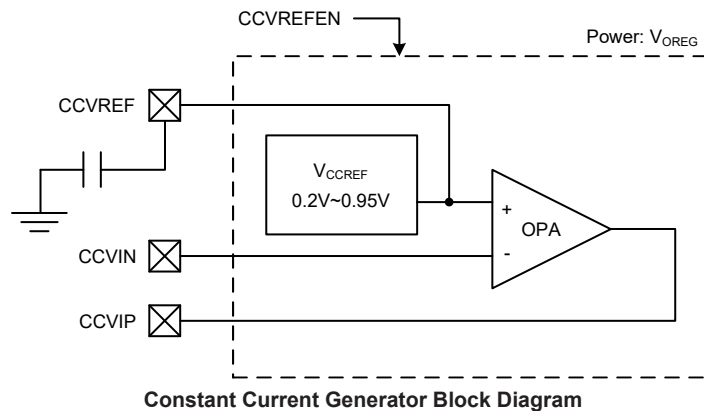 CCVREFEN
Power: VOREG
CCVREF
VCCREF
0.2V~0.95V
+
OPA
-
CCVIN
CCVIP
Constant Current Generator Block Diagram